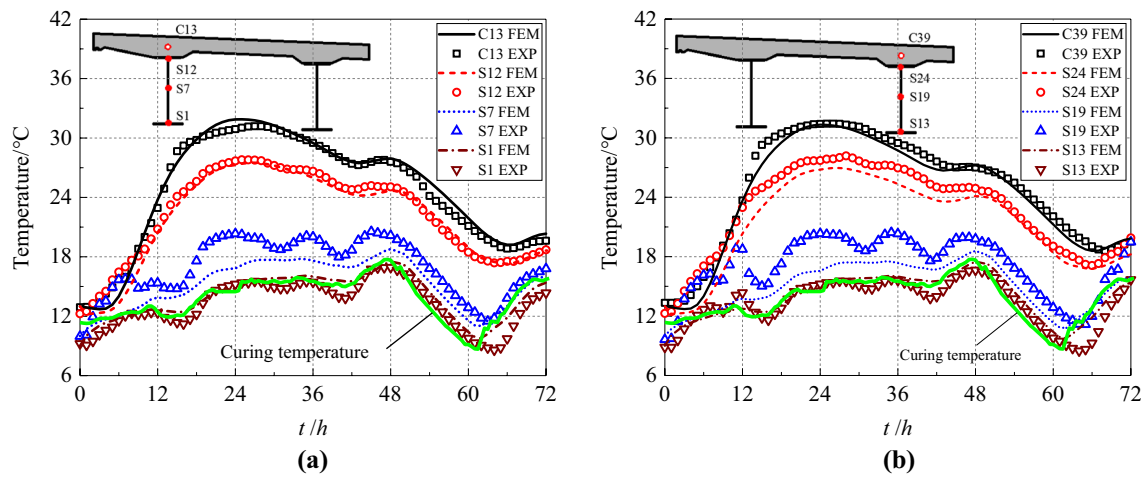 42
36
30
24
18
12
6
Temperature/°C
0 12 24 36 48 60 72
t /h
C13
S12
S7
S1
C13 FEM
C13 EXP
S12 FEM
S12 EXP
S7 FEM
S7 EXP
S1 FEM
S1 EXP
Curing temperature
(a)
42
36
30
24
18
12
6
Temperature/°C
0 12 24 36 48 60 72
t /h
C39
S24
S19
S13
C39 FEM
C39 EXP
S24 FEM
S24 EXP
S19 FEM
S19 EXP
S13 FEM
S13 EXP
Curing temperature
(b)